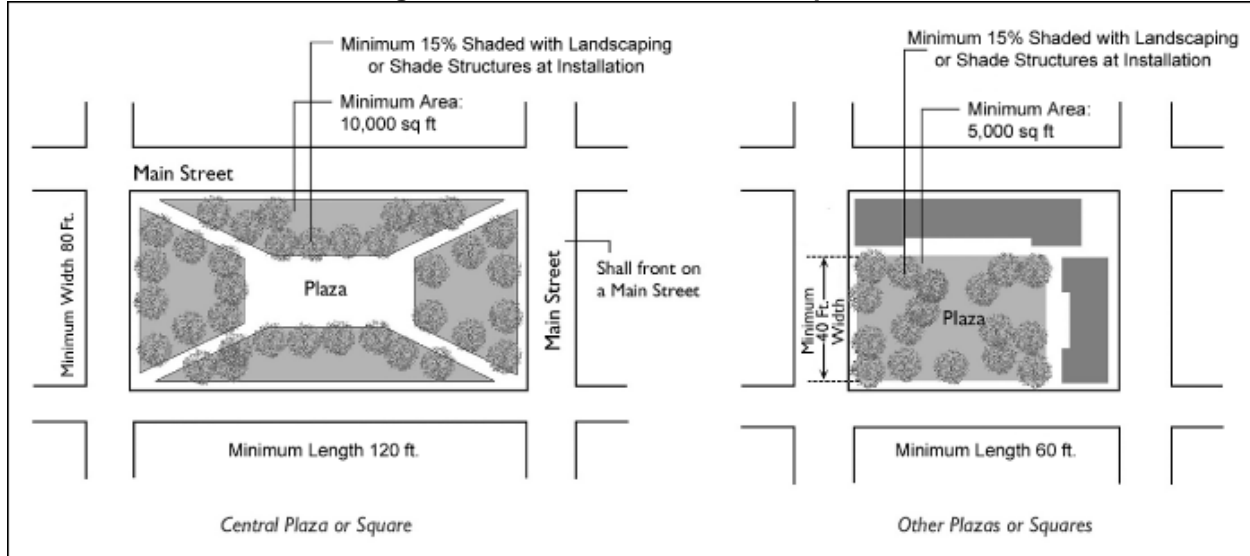 Minimum 15% Shaded with Landscaping
or Shade Structures at Installation
Minimum Area:
10,000 sq ft
Main Street
Minimum Width 80 Ft.
Plaza
Main Street
Shall front on
a Main Street
Minimum Length 120 ft.
Central Plaza or Square
Minimum 15% Shaded with Landscaping
or Shade Structures at Installation
Minimum Area:
5,000 sq ft
Minimum
40 Ft.
Width
Plaza
Minimum Length 60 ft.
Other Plazas or Squares